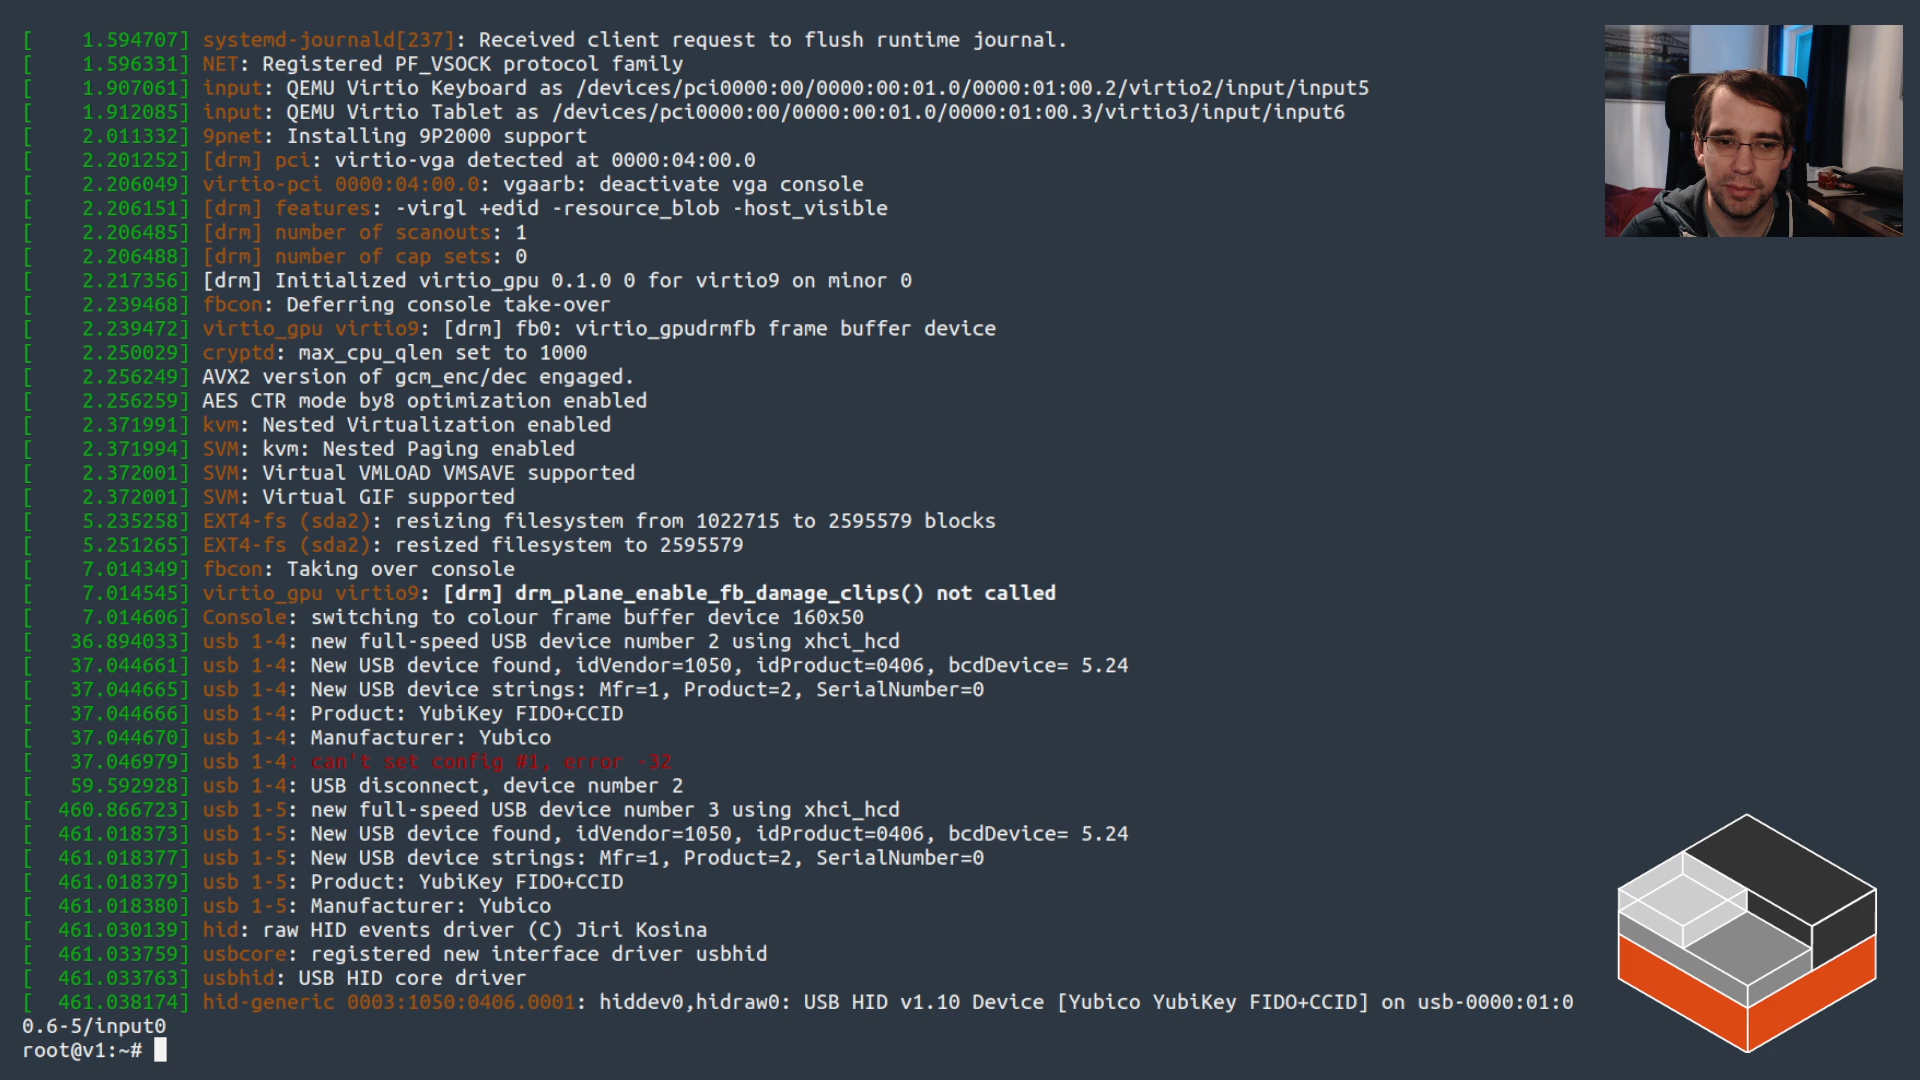 [    1.594707] systemd-journald[237]: Received client request to flush runtime journal.
[    1.596331] NET: Registered PF_VSOCK protocol family
[    1.907061] input: QEMU Virtio Keyboard as /devices/pci0000:00/0000:00:01.0/0000:01:00.2/virtio2/input/input5
[    1.912085] input: QEMU Virtio Tablet as /devices/pci0000:00/0000:00:01.0/0000:01:00.3/virtio3/input/input6
[    2.011332] 9pnet: Installing 9P2000 support
[    2.201252] [drm] pci: virtio-vga detected at 0000:04:00.0
[    2.206049] virtio-pci 0000:04:00.0: vgaarb: deactivate vga console
[    2.206151] [drm] features: -virgl +edid -resource_blob -host_visible
[    2.206485] [drm] number of scanouts: 1
[    2.206488] [drm] number of cap sets: 0
[    2.217356] [drm] Initialized virtio_gpu 0.1.0 0 for virtio9 on minor 0
[    2.239468] fbcon: Deferring console take-over
[    2.239472] virtio_gpu virtio9: [drm] fb0: virtio_gpudrmfb frame buffer device
[    2.250029] cryptd: max_cpu_qlen set to 1000
[    2.256249] AVX2 version of gcm_enc/dec engaged.
[    2.256259] AES CTR mode by8 optimization enabled
[    2.371991] kvm: Nested Virtualization enabled
[    2.371994] SVM: kvm: Nested Paging enabled
[    2.372001] SVM: Virtual VMLOAD VMSAVE supported
[    2.372001] SVM: Virtual GIF supported
[    5.235258] EXT4-fs (sda2): resizing filesystem from 1022715 to 2595579 blocks
[    5.251265] EXT4-fs (sda2): resized filesystem to 2595579
[    7.014349] fbcon: Taking over console
[    7.014545] virtio_gpu virtio9: [drm] drm_plane_enable_fb_damage_clips() not called
[    7.014606] Console: switching to colour frame buffer device 160x50
[   36.894033] usb 1-4: new full-speed USB device number 2 using xhci_hcd
[   37.044661] usb 1-4: New USB device found, idVendor=1050, idProduct=0406, bcdDevice= 5.24
[   37.044665] usb 1-4: New USB device strings: Mfr=1, Product=2, SerialNumber=0
[   37.044666] usb 1-4: Product: YubiKey FIDO+CCID
[   37.044670] usb 1-4: Manufacturer: Yubico
[   37.046979] usb 1-4: can't set config #1, error -32
[   59.592928] usb 1-4: USB disconnect, device number 2
[  460.866723] usb 1-5: new full-speed USB device number 3 using xhci_hcd
[  461.018373] usb 1-5: New USB device found, idVendor=1050, idProduct=0406, bcdDevice= 5.24
[  461.018377] usb 1-5: New USB device strings: Mfr=1, Product=2, SerialNumber=0
[  461.018379] usb 1-5: Product: YubiKey FIDO+CCID
[  461.018380] usb 1-5: Manufacturer: Yubico
[  461.030139] hid: raw HID events driver (C) Jiri Kosina
[  461.033759] usbcore: registered new interface driver usbhid
[  461.033763] usbhid: USB HID core driver
[  461.038174] hid-generic 0003:1050:0406.0001: hiddev0,hidraw0: USB HID v1.10 Device [Yubico YubiKey FIDO+CCID] on usb-0000:01:0
0.6-5/input0
root@v1:~#